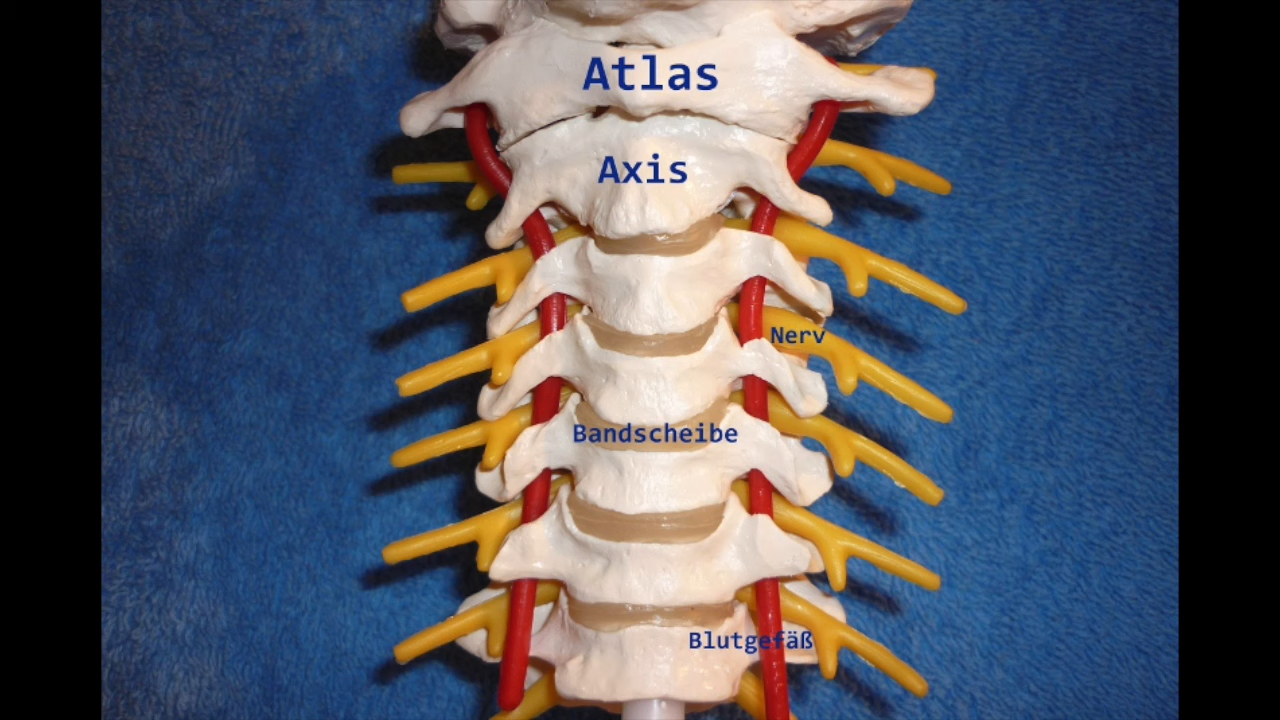 Atlas
Axis
Nerv
Bandscheibe
Blutgefäß